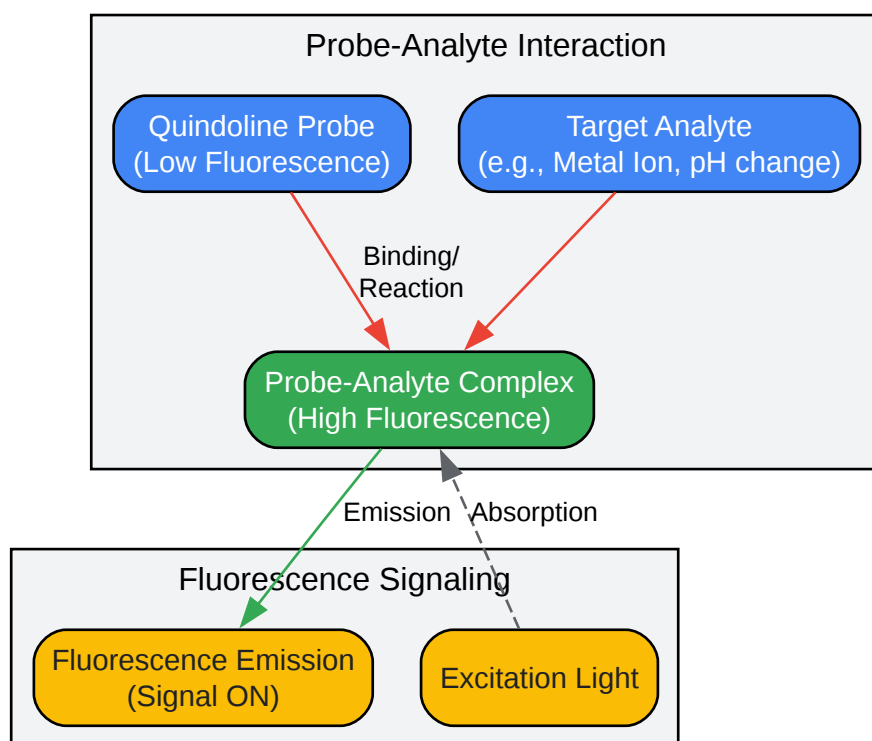 Probe-Analyte Interaction
Quindoline Probe
(Low Fluorescence)
Target Analyte
(e.g., Metal Ion, pH change)
Binding/
Reaction
Probe-Analyte Complex
(High Fluorescence)
Emission
Absorption
Fluorescence Signaling
Fluorescence Emission
(Signal ON)
Excitation Light